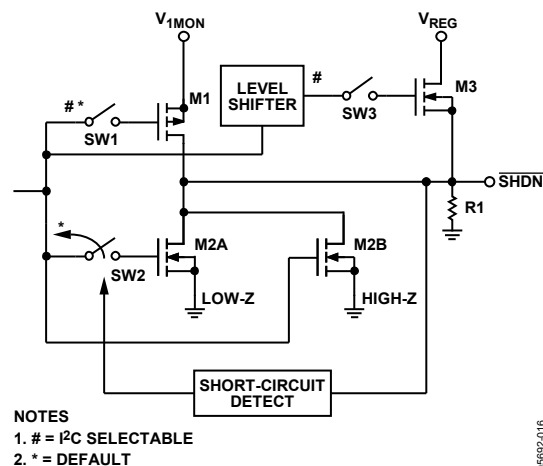 V1MON
VREG
M1
LEVEL
SHIFTER
#
M3
# *
SW1
SW3
SHDN
R1
*
M2A
M2B
SW2
LOW-Z
HIGH-Z
SHORT-CIRCUIT
DETECT
NOTES
1. # = I2C SELECTABLE
2. * = DEFAULT